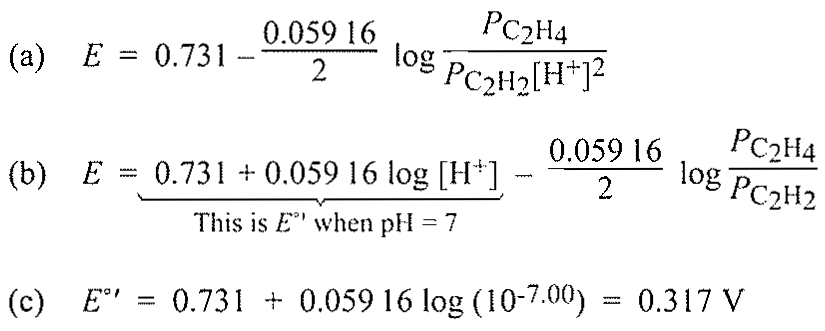 (a) E = 0.731 – 0.059 16/2 log P_C2H4/P_C2H2[H+]²
(b) E = 0.731 + 0.059 16 log [H+] – 0.059 16/2 log P_C2H4/P_C2H2
This is E°′ when pH = 7
(c) E°′ = 0.731 + 0.059 16 log (10^-7.00) = 0.317 V